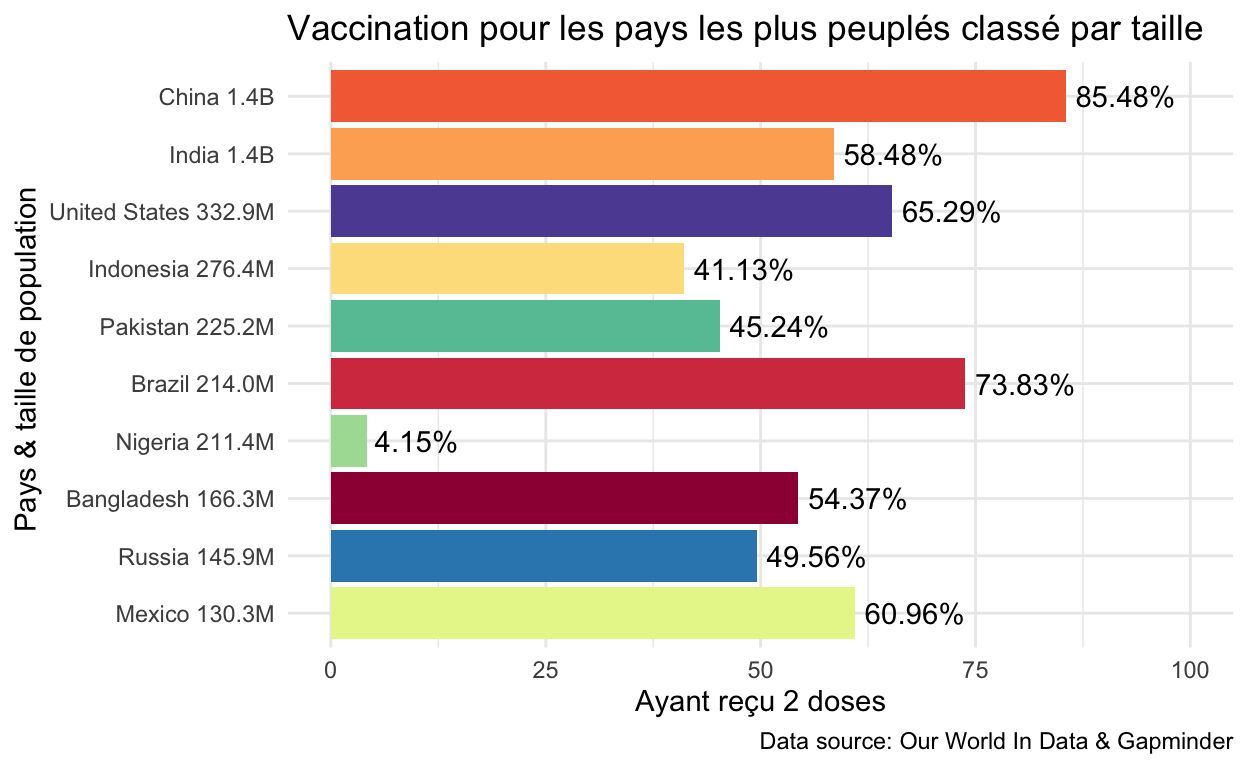 Vaccination pour les pays les plus peuplés classé par taille
Pays & taille de population
China 1.4B 85.48%
India 1.4B 58.48%
United States 332.9M 65.29%
Indonesia 276.4M 41.13%
Pakistan 225.2M 45.24%
Brazil 214.0M 73.83%
Nigeria 211.4M 4.15%
Bangladesh 166.3M 54.37%
Russia 145.9M 49.56%
Mexico 130.3M 60.96%
0 25 50 75 100
Ayant reçu 2 doses
Data source: Our World In Data & Gapminder